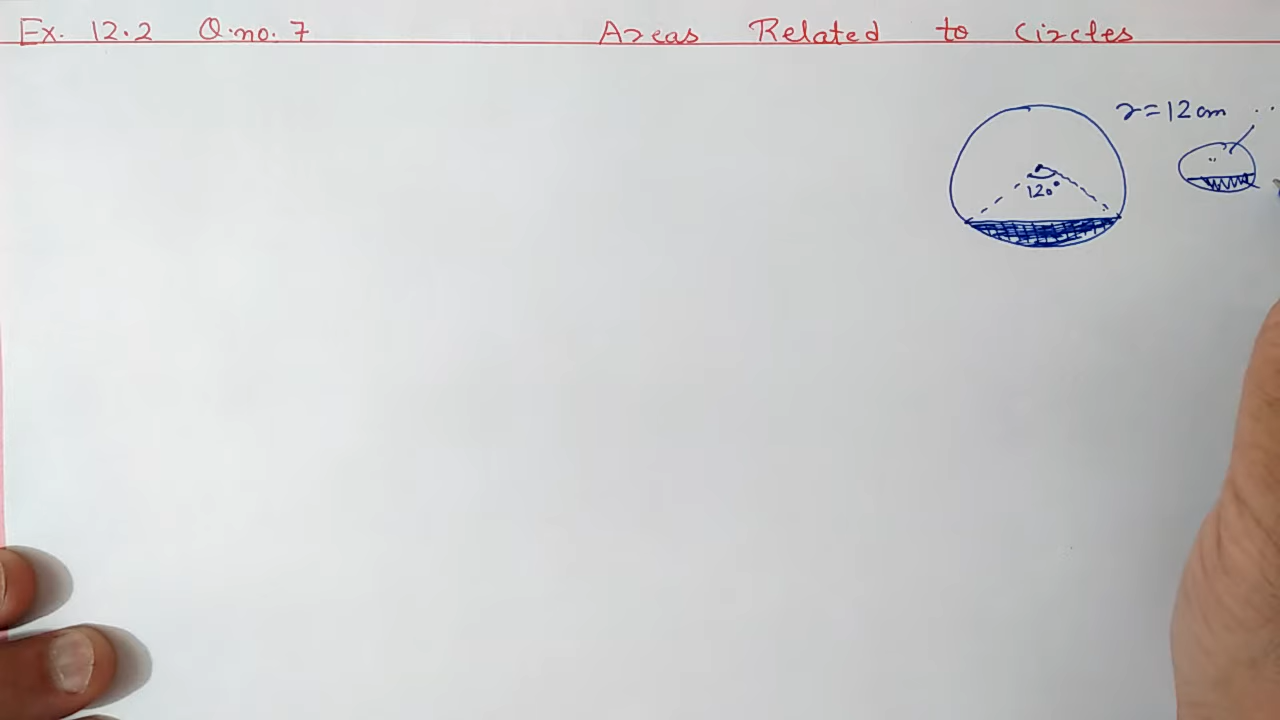 Ex. 12.2 Q.no. 7 Areas Related to Circles
r = 12 cm
120°